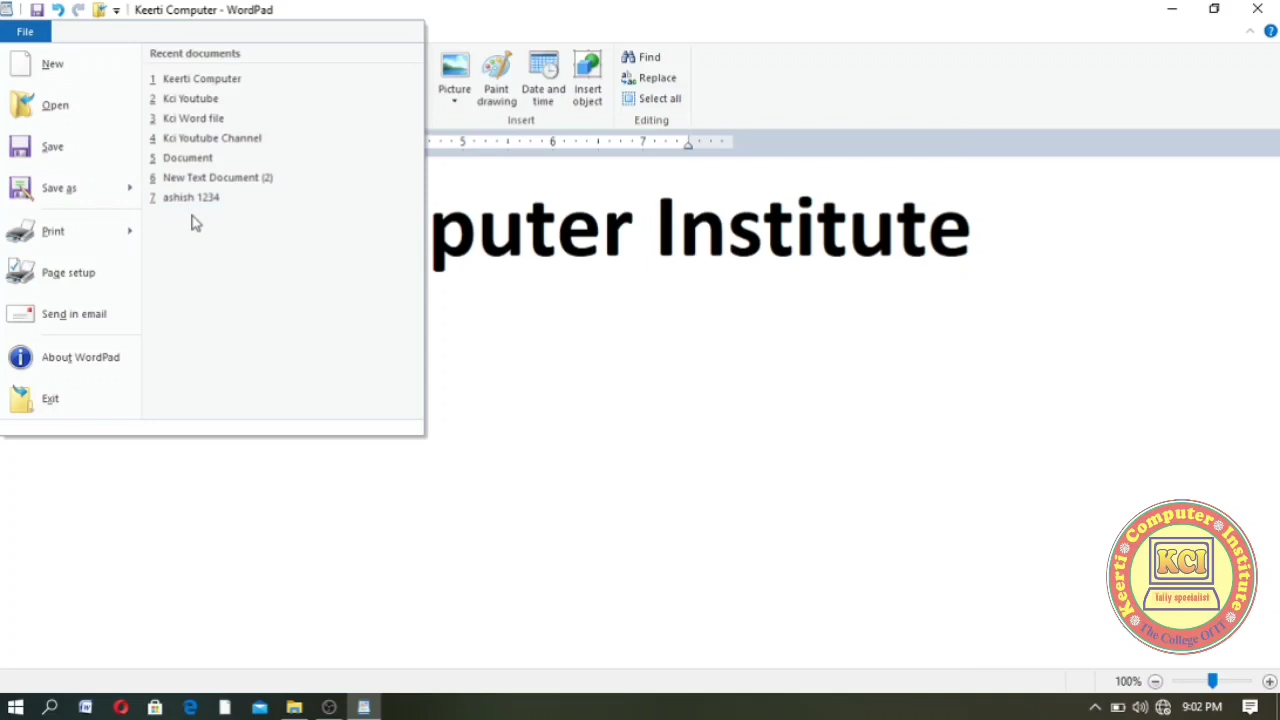 Keerti Computer - WordPad
File
Recent documents
New
1 Keerti Computer
2 Kci Youtube
Open
3 Kci Word file
4 Kci Youtube Channel
Save
5 Document
6 New Text Document (2)
Save as
7 ashish 1234
Print
Page setup
Send in email
About WordPad
Exit
Picture
Paint drawing
Date and time
Insert object
Insert
Find
Replace
Select all
Editing
5 6 7
puter Institute
Keerti Computer Institute
KCI
Tally specialist
The College Of IT
100%
9:02 PM